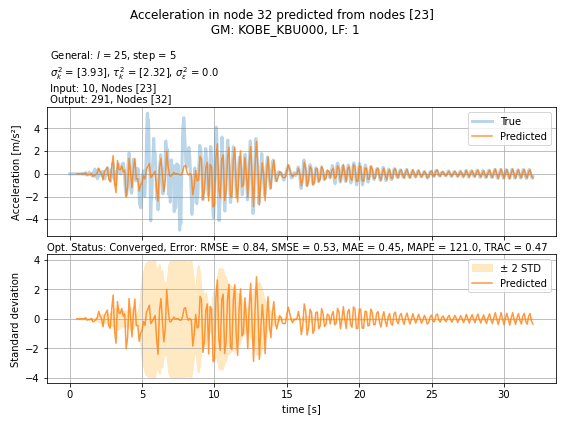 Acceleration in node 32 predicted from nodes [23]
GM: KOBE_KBU000, LF: 1
General: l = 25, step = 5
σ²ₖ = [3.93], τ²ₖ = [2.32], σ²ε = 0.0
Input: 10, Nodes [23]
Output: 291, Nodes [32]
True
Predicted
Acceleration [m/s²]
4
2
0
−2
−4
Opt. Status: Converged, Error: RMSE = 0.84, SMSE = 0.53, MAE = 0.45, MAPE = 121.0, TRAC = 0.47
± 2 STD
Predicted
Standard deviation
4
2
0
−2
−4
0 5 10 15 20 25 30
time [s]